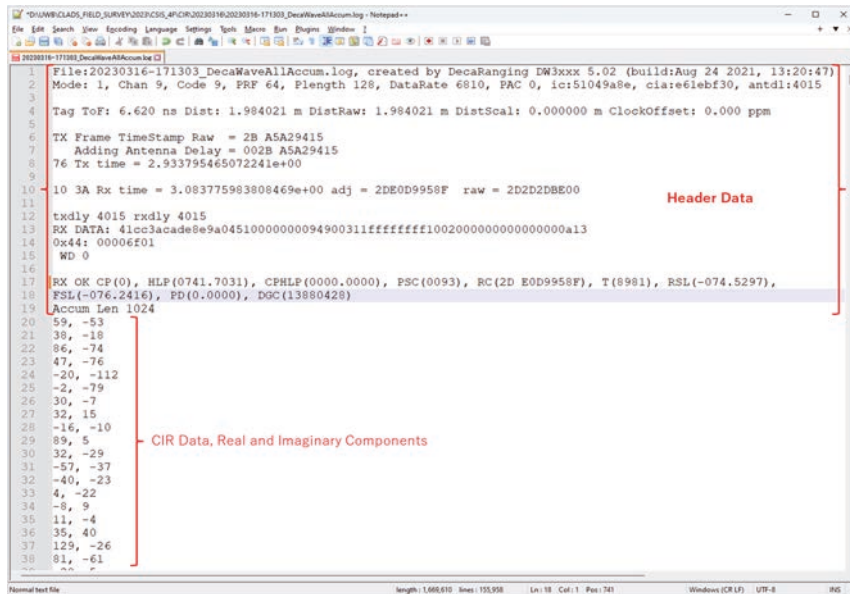 *D:\UWB\CLADS_FIELD_SURVEY\2023\CSIS_4F\CIR\20230316\20230316-171303_DecaWaveAllAccum.log - Notepad++
File Edit Search View Encoding Language Settings Tools Macro Run Plugins Window ?
20230316-171303_DecaWaveAllAccum.log
1 File:20230316-171303_DecaWaveAllAccum.log, created by DecaRanging DW3xxx 5.02 (build:Aug 24 2021, 13:20:47)
2 Mode: 1, Chan 9, Code 9, PRF 64, Plength 128, DataRate 6810, PAC 0, ic:51049a8e, cia:e61ebf30, antdl:4015
3
4 Tag ToF: 6.620 ns Dist: 1.984021 m DistRaw: 1.984021 m DistScal: 0.000000 m ClockOffset: 0.000 ppm
5
6 TX Frame TimeStamp Raw = 2B A5A29415
7 Adding Antenna Delay = 002B A5A29415
8 76 Tx time = 2.933795465072241e+00
9
10 10 3A Rx time = 3.083775983808469e+00 adj = 2DE0D9958F raw = 2D2D2DBE00
Header Data
11
12 txdly 4015 rxdly 4015
13 RX DATA: 41cc3acade8e9a04510000000094900311ffffffff1002000000000000000a13
14 0x44: 00006f01
15 WD 0
16
17 RX OK CP(0), HLP(0741.7031), CPHLP(0000.0000), PSC(0093), RC(2D E0D9958F), T(8981), RSL(-074.5297),
18 FSL(-076.2416), PD(0.0000), DGC(13880428)
19 Accum Len 1024
20 59, -53
21 38, -18
22 86, -74
23 47, -76
24 -20, -112
25 -2, -79
26 30, -7
27 32, 15
28 -16, -10
29 89, 5
CIR Data, Real and Imaginary Components
30 32, -29
31 -57, -37
32 -40, -23
33 4, -22
34 -8, 9
35 11, -4
36 35, 40
37 129, -26
38 81, -61
Normal text file length : 1,669,610 lines : 155,958 Ln : 18 Col : 1 Pos : 741 Windows (CR LF) UTF-8 INS